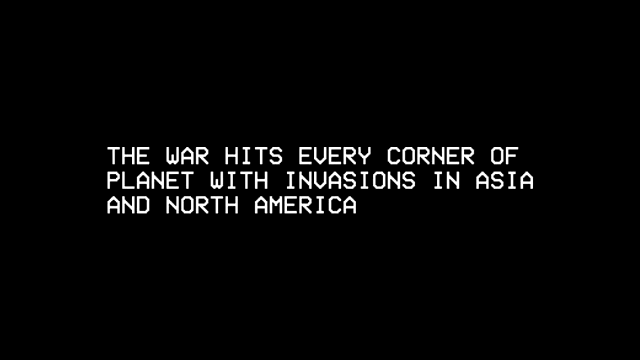 THE WAR HITS EVERY CORNER OF
PLANET WITH INVASIONS IN ASIA
AND NORTH AMERICA